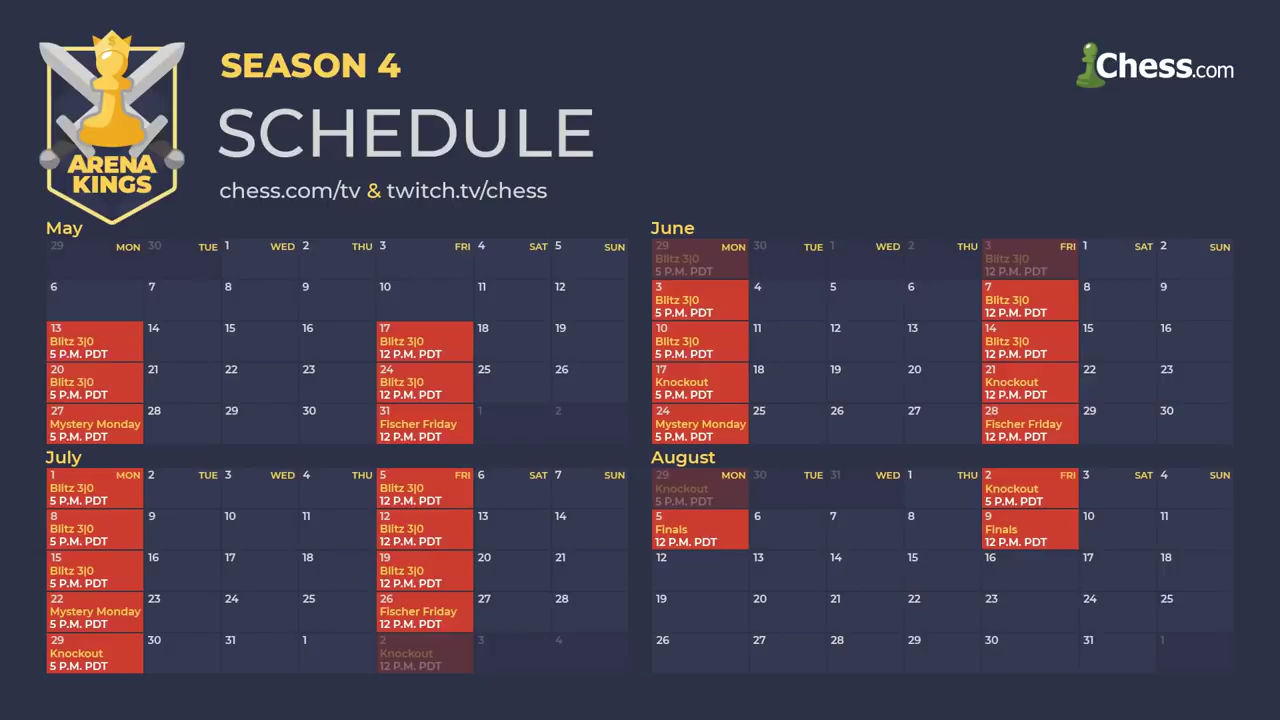 SEASON 4
SCHEDULE
chess.com/tv & twitch.tv/chess
ARENA
KINGS
Chess.com
May
29 MON 30 TUE 1 WED 2 THU 3 FRI 4 SAT 5 SUN
6 7 8 9 10 11 12
13 14 15 16 17 18 19
Blitz 3|0 Blitz 3|0
5 P.M. PDT 12 P.M. PDT
20 21 22 23 24 25 26
Blitz 3|0 Blitz 3|0
5 P.M. PDT 12 P.M. PDT
27 28 29 30 31 1 2
Mystery Monday Fischer Friday
5 P.M. PDT 12 P.M. PDT
June
29 MON 30 TUE 1 WED 2 THU 3 FRI 1 SAT 2 SUN
Blitz 3|0 Blitz 3|0
5 P.M. PDT 12 P.M. PDT
3 4 5 6 7 8 9
Blitz 3|0 Blitz 3|0
5 P.M. PDT 12 P.M. PDT
10 11 12 13 14 15 16
Blitz 3|0 Blitz 3|0
5 P.M. PDT 12 P.M. PDT
17 18 19 20 21 22 23
Knockout Knockout
5 P.M. PDT 12 P.M. PDT
24 25 26 27 28 29 30
Mystery Monday Fischer Friday
5 P.M. PDT 12 P.M. PDT
July
1 MON 2 TUE 3 WED 4 THU 5 FRI 6 SAT 7 SUN
Blitz 3|0 Blitz 3|0
5 P.M. PDT 12 P.M. PDT
8 9 10 11 12 13 14
Blitz 3|0 Blitz 3|0
5 P.M. PDT 12 P.M. PDT
15 16 17 18 19 20 21
Blitz 3|0 Blitz 3|0
5 P.M. PDT 12 P.M. PDT
22 23 24 25 26 27 28
Mystery Monday Fischer Friday
5 P.M. PDT 12 P.M. PDT
29 30 31 1 2 3 4
Knockout Knockout
5 P.M. PDT 12 P.M. PDT
August
29 MON 30 TUE 31 WED 1 THU 2 FRI 3 SAT 4 SUN
Knockout Knockout
5 P.M. PDT 5 P.M. PDT
5 6 7 8 9 10 11
Finals Finals
12 P.M. PDT 12 P.M. PDT
12 13 14 15 16 17 18
19 20 21 22 23 24 25
26 27 28 29 30 31 1